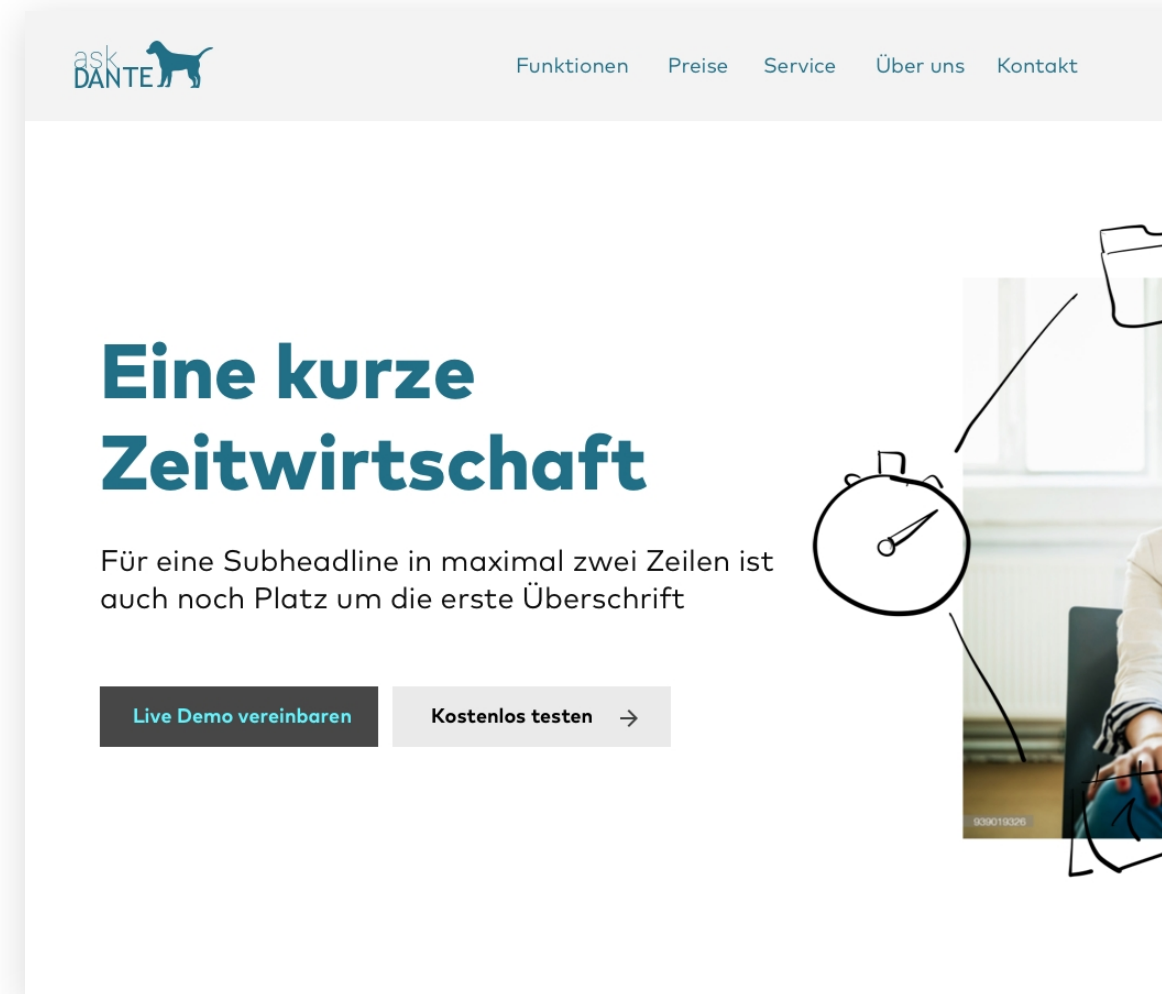 ask
DANTE
Funktionen Preise Service Über uns Kontakt
Eine kurze
Zeitwirtschaft
Für eine Subheadline in maximal zwei Zeilen ist
auch noch Platz um die erste Überschrift
Live Demo vereinbaren Kostenlos testen
939019326